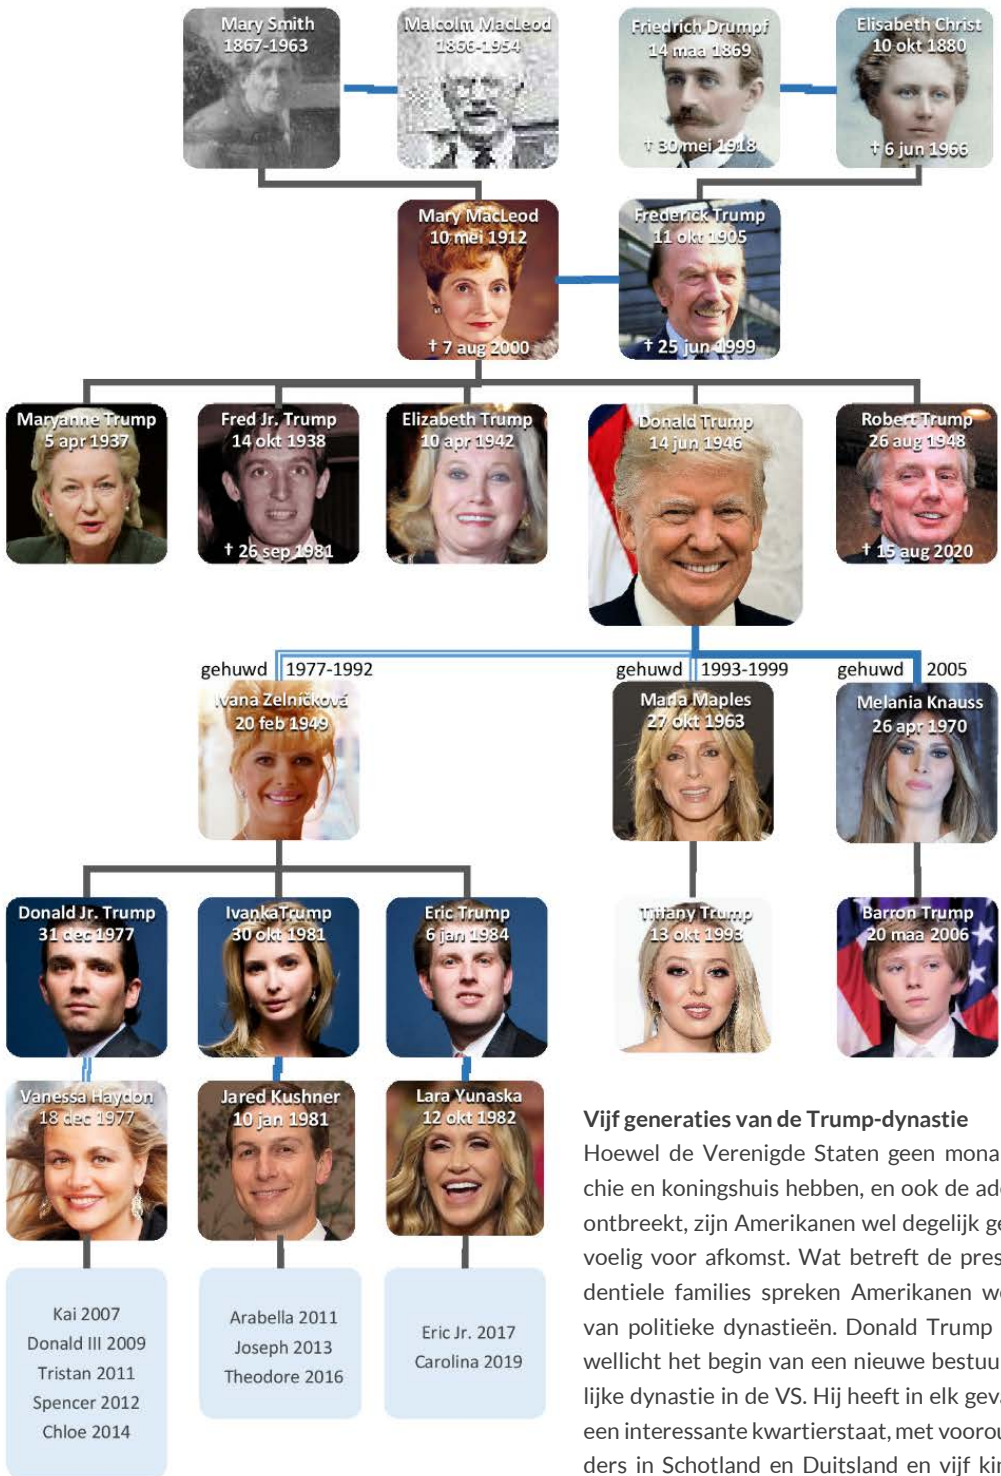 Mary Smith
1867-1963
Malcolm MacLeod
1866-1954
Friedrich Drumpf
14 maa 1869
† 30 mei 1918
Elisabeth Christ
10 okt 1880
† 6 jun 1966
Mary MacLeod
10 mei 1912
† 7 aug 2000
Frederick Trump
11 okt 1905
† 25 jun 1999
Maryanne Trump
5 apr 1937
Fred Jr. Trump
14 okt 1938
† 26 sep 1981
Elizabeth Trump
10 apr 1942
Donald Trump
14 jun 1946
Robert Trump
26 aug 1948
† 15 aug 2020
gehuwd 1977-1992
Ivana Zelníčková
20 feb 1949
gehuwd 1993-1999
Marla Maples
27 okt 1963
gehuwd 2005
Melania Knauss
26 apr 1970
Donald Jr. Trump
31 dec 1977
IvankaTrump
30 okt 1981
Eric Trump
6 jan 1984
Tiffany Trump
13 okt 1993
Barron Trump
20 maa 2006
Vanessa Haydon
18 dec 1977
Jared Kushner
10 jan 1981
Lara Yunaska
12 okt 1982
Kai 2007
Donald III 2009
Tristan 2011
Spencer 2012
Chloe 2014
Arabella 2011
Joseph 2013
Theodore 2016
Eric Jr. 2017
Carolina 2019
Vijf generaties van de Trump-dynastie
Hoewel de Verenigde Staten geen monar
chie en koningshuis hebben, en ook de ade
ontbreekt, zijn Amerikanen wel degelijk ge
voelig voor afkomst. Wat betreft de pres
dentiele families spreken Amerikanen we
van politieke dynastieën. Donald Trump
wellicht het begin van een nieuwe bestuu
lijke dynastie in de VS. Hij heeft in elk geva
een interessante kwartierstaat, met voorou
ders in Schotland en Duitsland en vijf kin